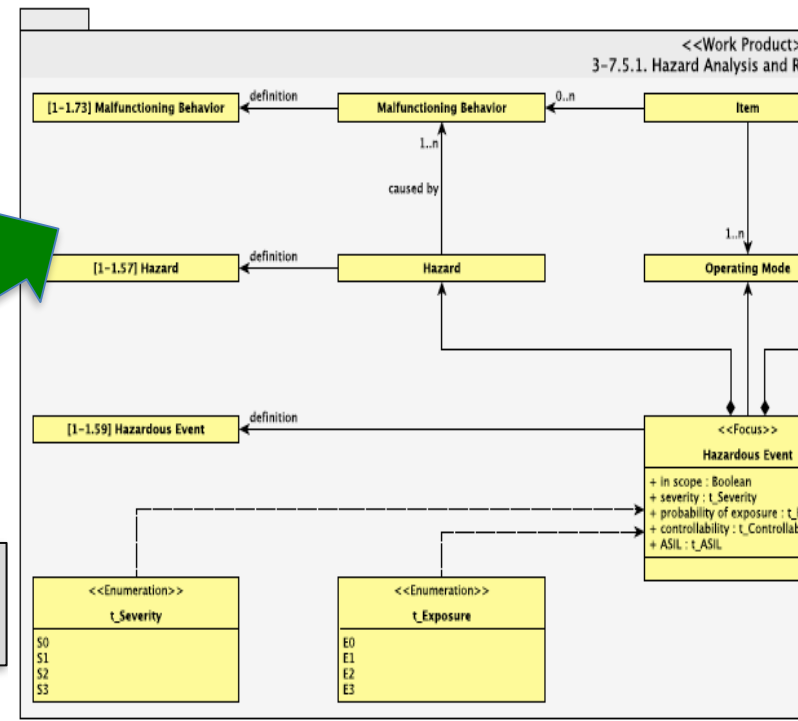 <<Work Product>
3-7.5.1. Hazard Analysis and R
[1-1.73] Malfunctioning Behavior
definition
Malfunctioning Behavior
0..n
Item
1..n
caused by
1..n
[1-1.57] Hazard
definition
Hazard
Operating Mode
[1-1.59] Hazardous Event
definition
<<Focus>>
Hazardous Event
+ in scope : Boolean
+ severity : t_Severity
+ probability of exposure : t_
+ controllability : t_Controllab
+ ASIL : t_ASIL
<<Enumeration>>
t_Severity
S0
S1
S2
S3
<<Enumeration>>
t_Exposure
E0
E1
E2
E3